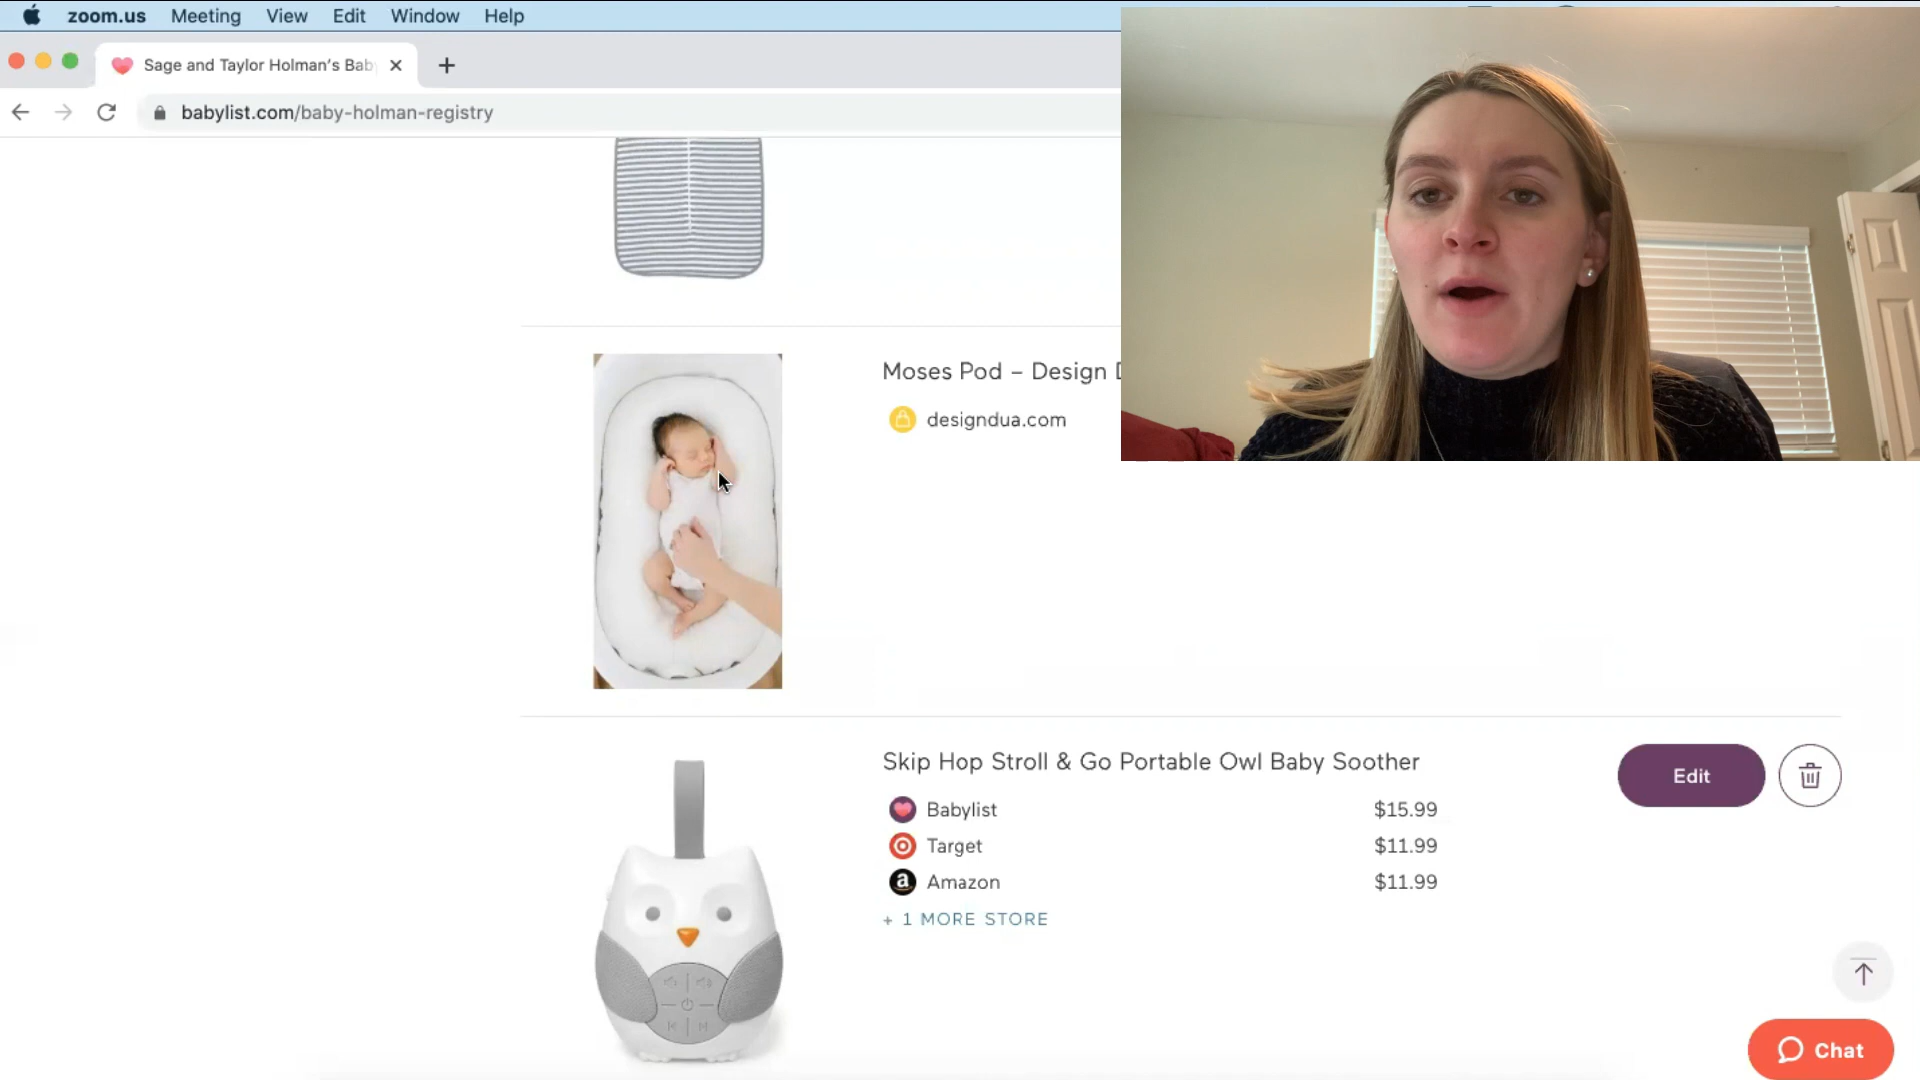 zoom.us Meeting View Edit Window Help
Sage and Taylor Holman's Bab
babylist.com/baby-holman-registry
Moses Pod – Design
designdua.com
Skip Hop Stroll & Go Portable Owl Baby Soother
Edit
Babylist $15.99
Target $11.99
Amazon $11.99
+ 1 MORE STORE
Chat